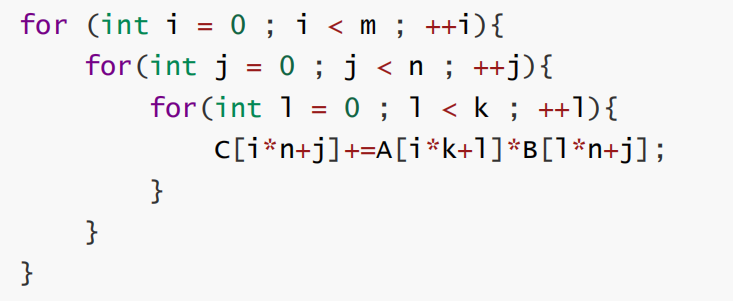 for (int i = 0 ; i < m ; ++i){
    for(int j = 0 ; j < n ; ++j){
        for(int l = 0 ; l < k ; ++l){
            C[i*n+j]+=A[i*k+l]*B[l*n+j];
        }
    }
}